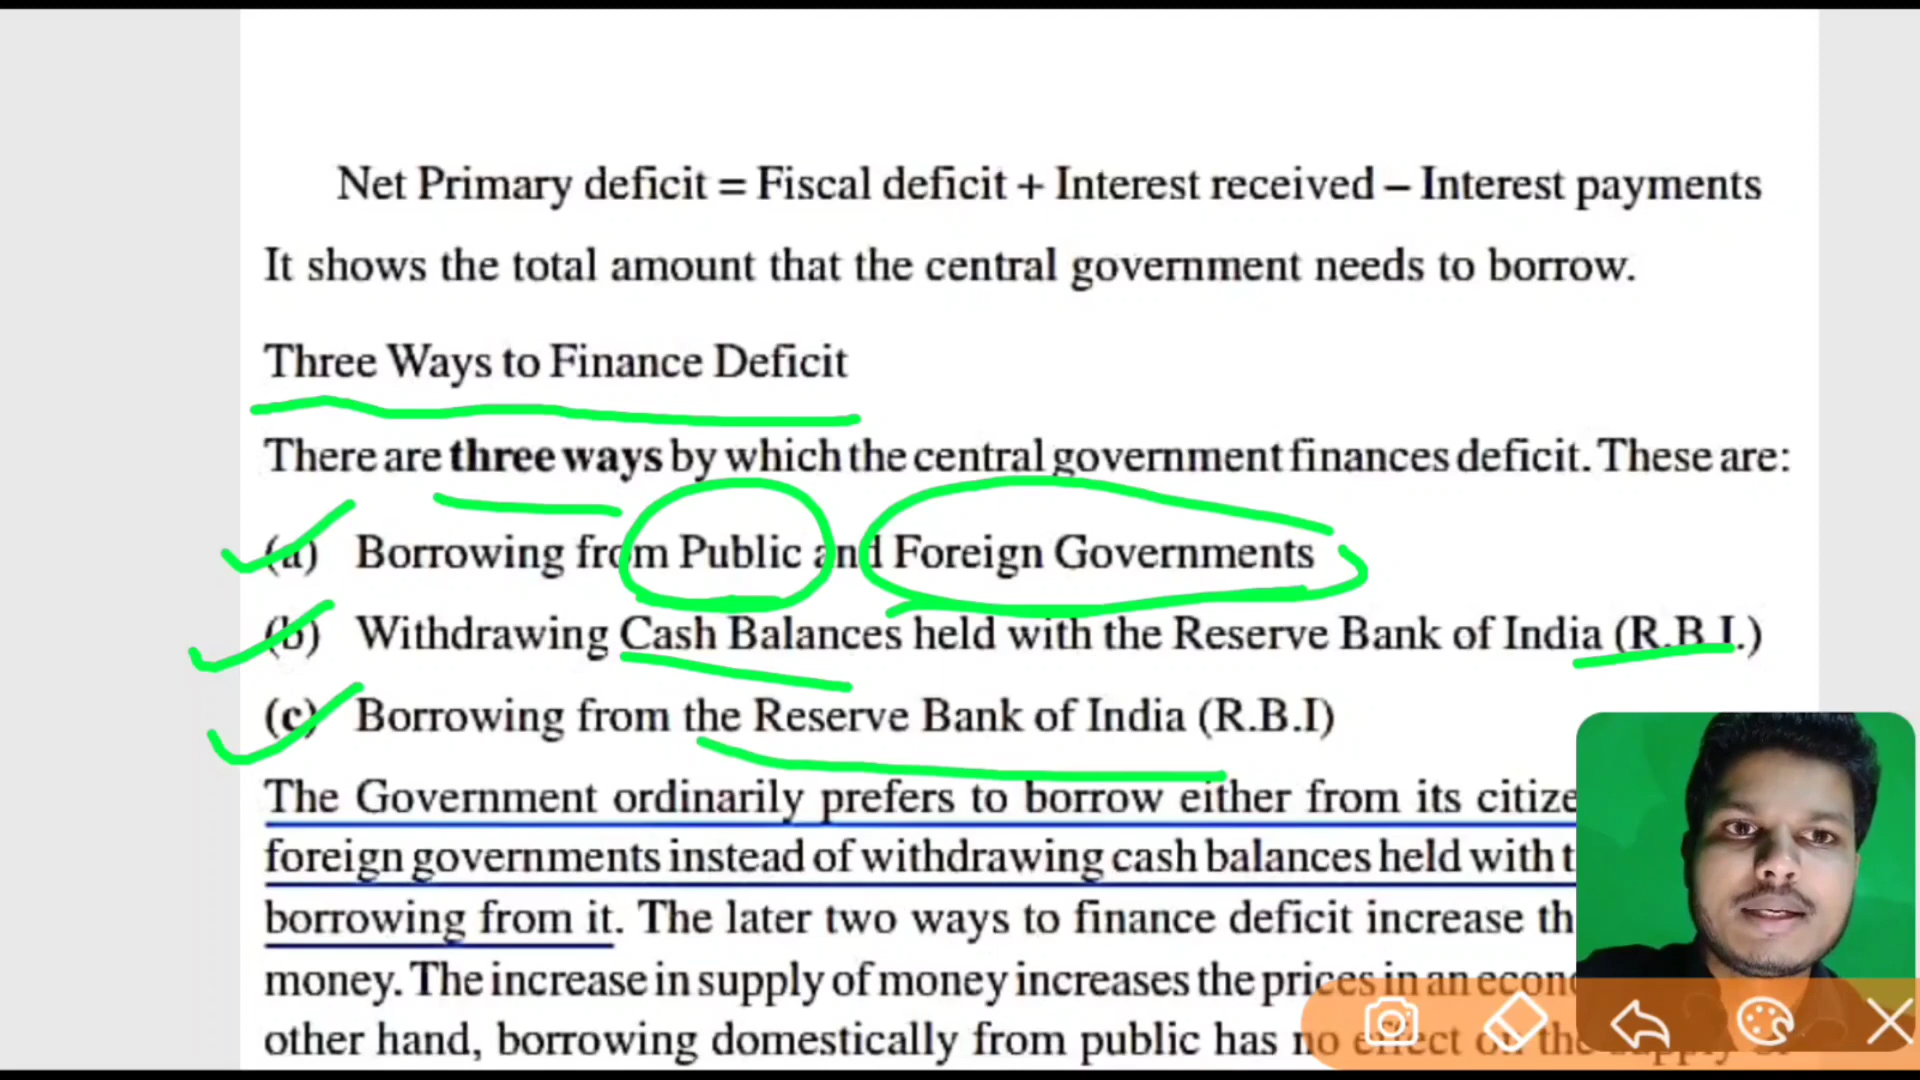 Net Primary deficit = Fiscal deficit + Interest received – Interest payments
It shows the total amount that the central government needs to borrow.
Three Ways to Finance Deficit
There are three ways by which the central government finances deficit. These are:
(a) Borrowing from Public and Foreign Governments
(b) Withdrawing Cash Balances held with the Reserve Bank of India (R.B.I.)
(c) Borrowing from the Reserve Bank of India (R.B.I)
The Government ordinarily prefers to borrow either from its
foreign governments instead of withdrawing cash balances held with
borrowing from it. The later two ways to finance deficit increase
money. The increase in supply of money increases the prices in an
other hand, borrowing domestically from public has no effect on the supply